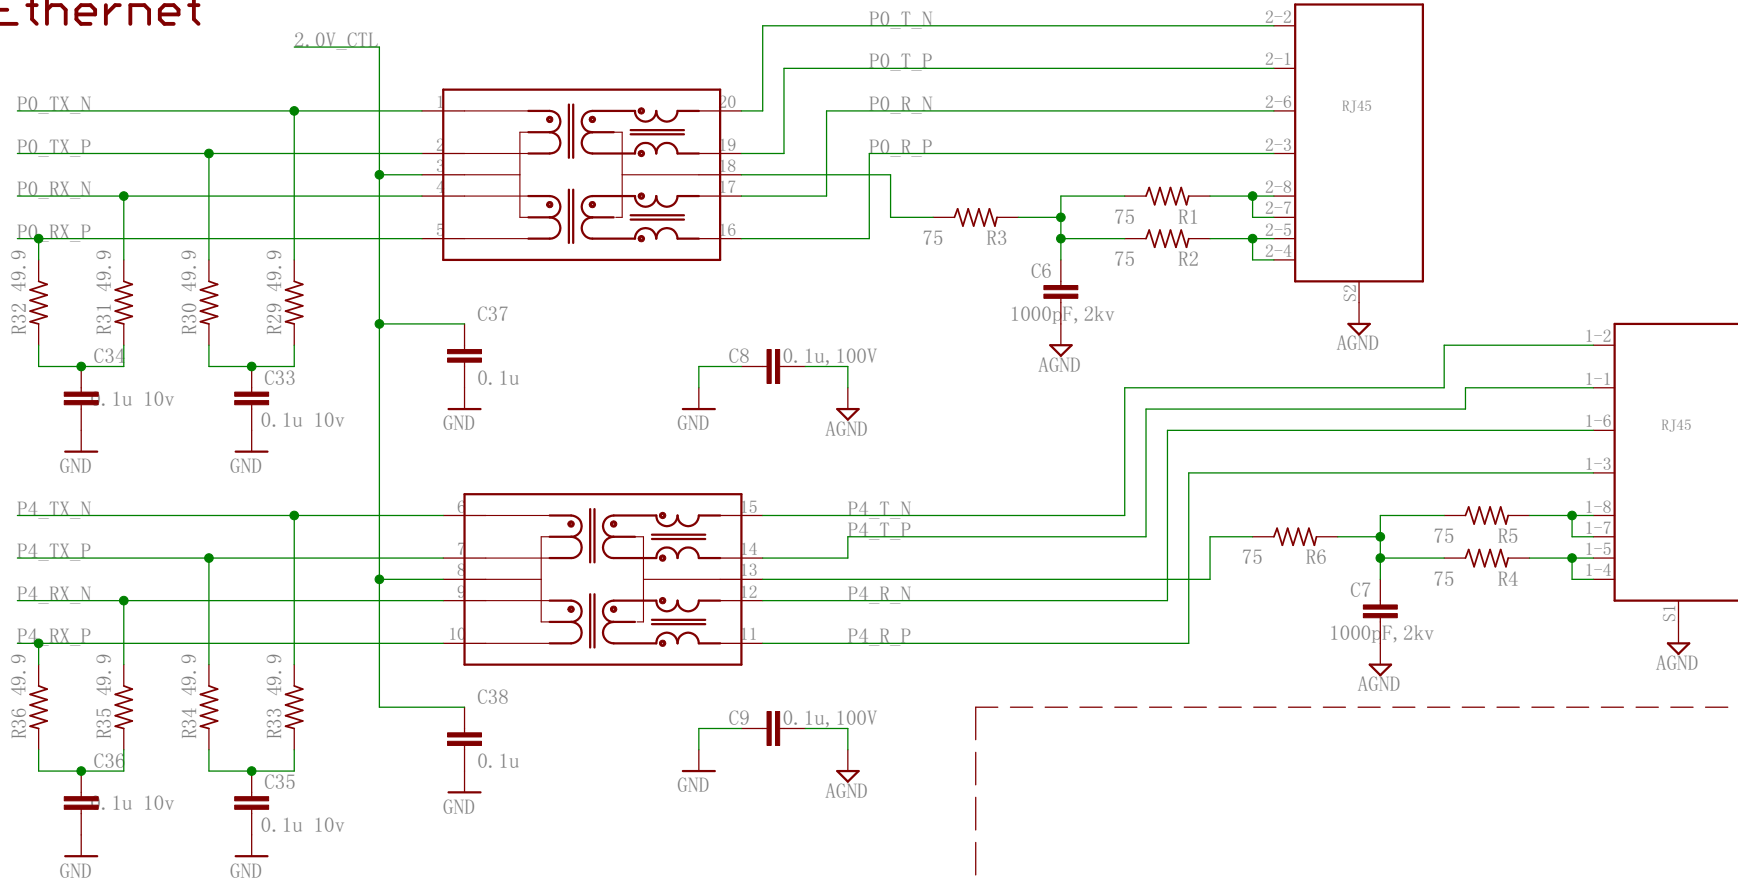 Ethernet
2.0V_CTL
P0_T_N
2-2
P0_T_P
2-1
P0_TX_N
1
20
P0_R_N
2-6
RJ45
P0_TX_P
2
19
P0_R_P
2-3
3
18
P0_RX_N
4
17
2-8
75
R1
2-7
P0_RX_P
5
16
75
R3
2-5
2-4
75
R2
R32 49.9
R31 49.9
R30 49.9
R29 49.9
C6
1000pF,2kv
AGND
S2
AGND
C37
0.1u
GND
C8
0.1u,100V
GND
AGND
C34
.1u 10v
GND
C33
0.1u 10v
GND
1-2
1-1
1-6
RJ45
1-3
P4_TX_N
6
15
P4_T_N
P4_T_P
1-8
75
R5
1-7
P4_TX_P
7
14
75
R6
1-5
8
13
75
R4
1-4
P4_RX_N
9
12
P4_R_N
C7
1000pF,2kv
AGND
S1
AGND
P4_RX_P
10
11
P4_R_P
R36 49.9
R35 49.9
R34 49.9
R33 49.9
C38
0.1u
GND
C9
0.1u,100V
GND
AGND
C36
.1u 10v
GND
C35
0.1u 10v
GND